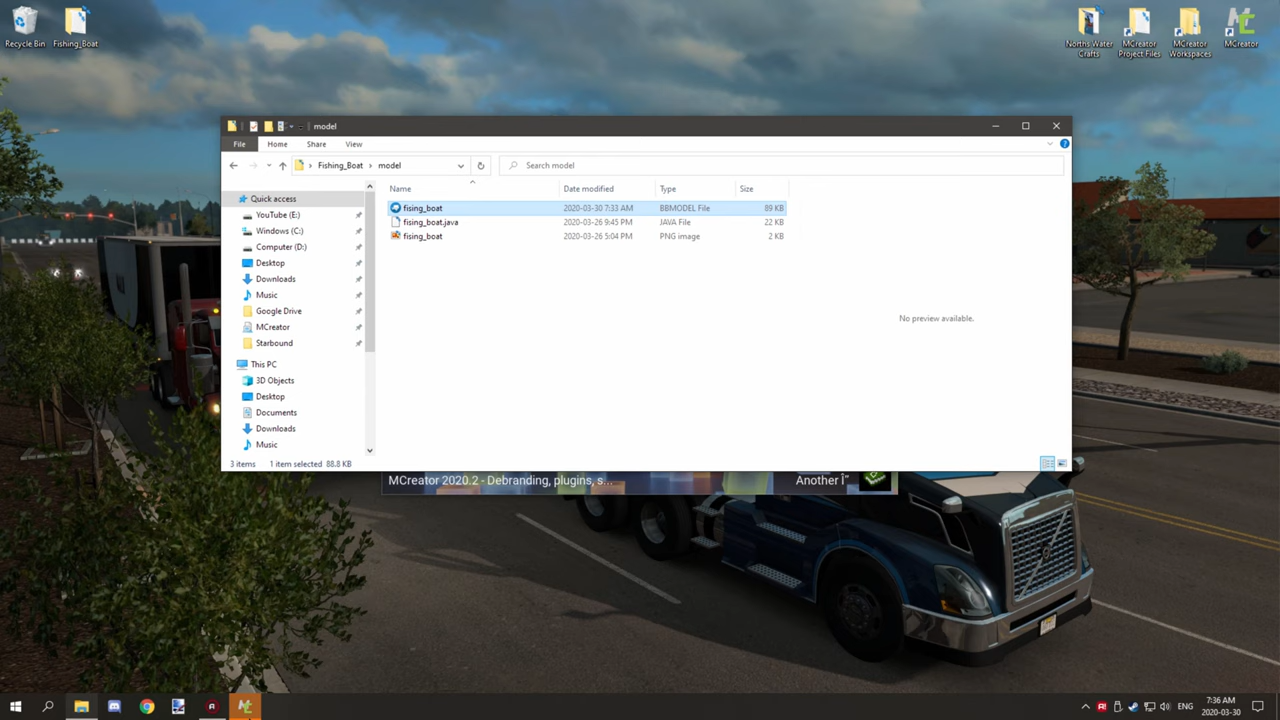 Recycle Bin
Fishing_Boat
Norths Water
Crafts
MCreator
Project Files
MCreator
Workspaces
MCreator
model
File
Home
Share
View
Fishing_Boat
model
Search model
Name
Date modified
Type
Size
fising_boat
2020-03-30 7:33 AM
BBMODEL File
89 KB
fising_boat.java
2020-03-26 9:45 PM
JAVA File
22 KB
fising_boat
2020-03-26 5:04 PM
PNG image
2 KB
Quick access
YouTube (E:)
Windows (C:)
Computer (D:)
Desktop
Downloads
Music
Google Drive
MCreator
Starbound
This PC
3D Objects
Desktop
Documents
Downloads
Music
No preview available.
3 items
1 item selected 88.8 KB
MCreator 2020.2 - Debranding, plugins, s...
Another Î"
ENG
7:36 AM
2020-03-30